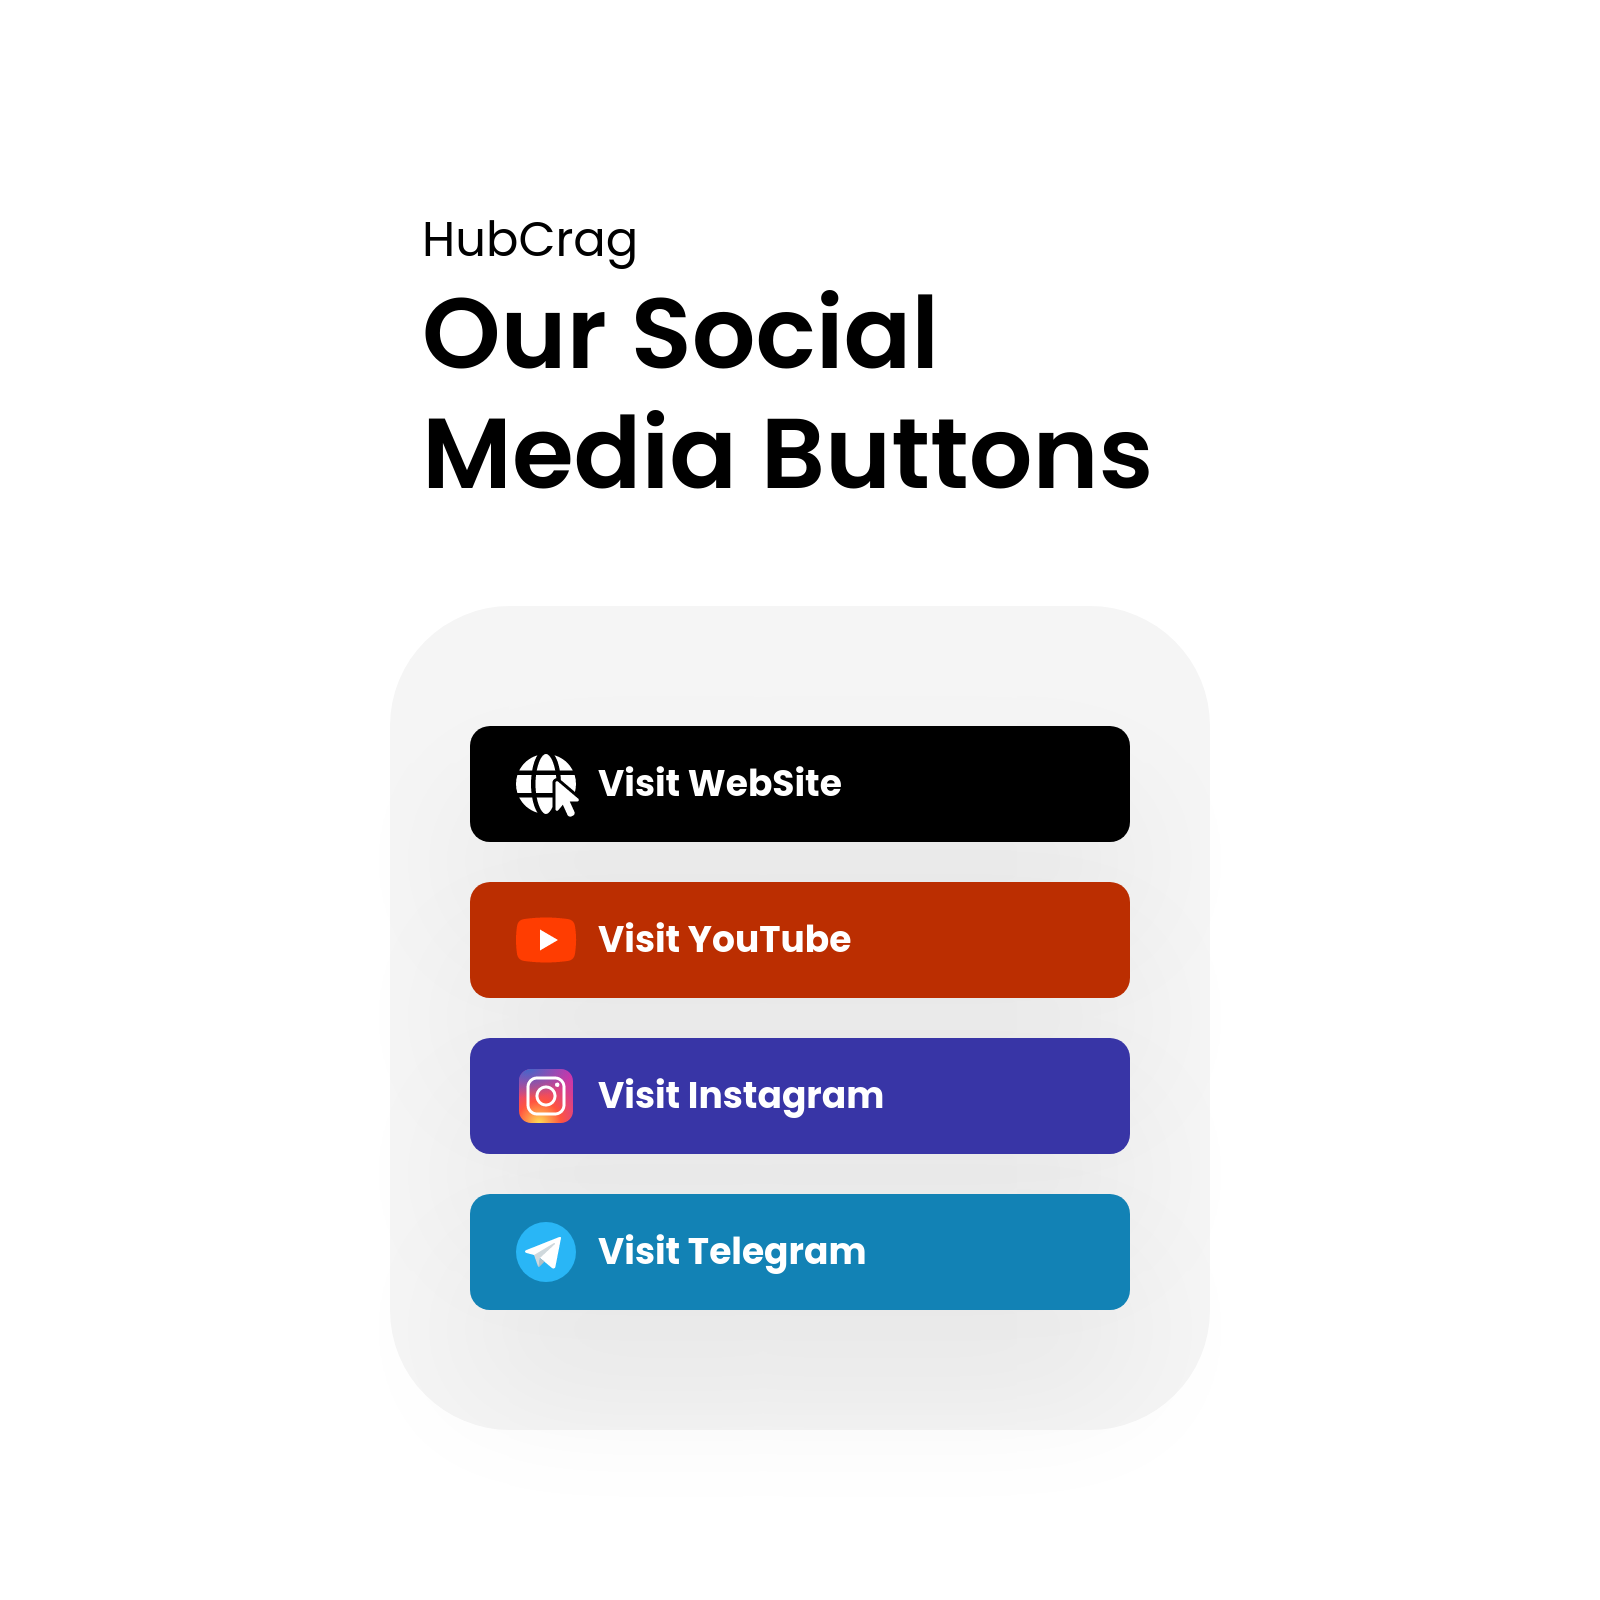 HubCrag
Our Social
Media Buttons
Visit WebSite
Visit YouTube
Visit Instagram
Visit Telegram